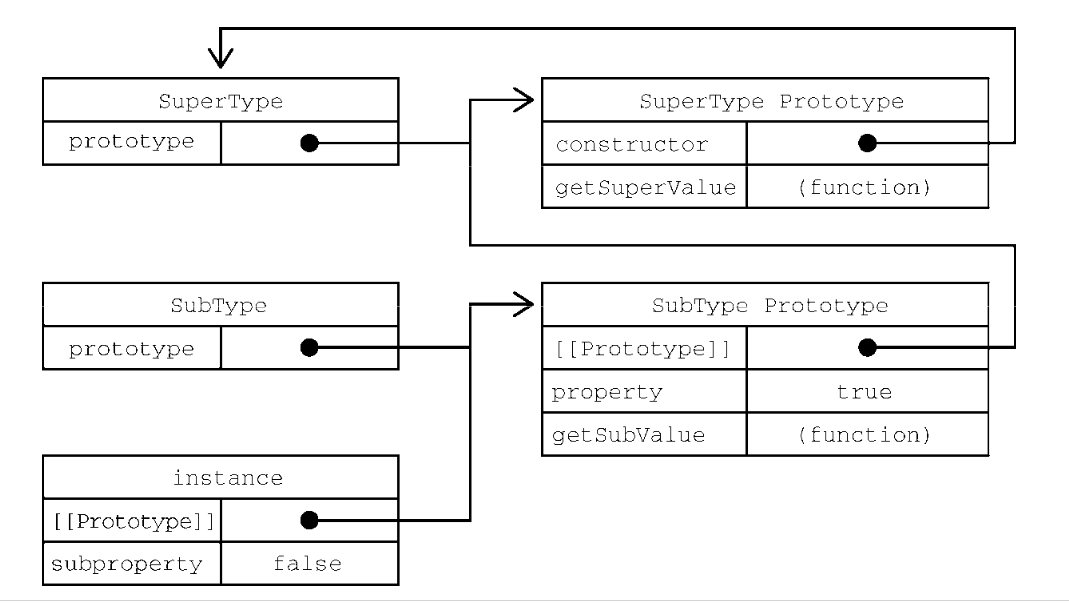 SuperType
prototype
SuperType Prototype
constructor
getSuperValue (function)
SubType
prototype
SubType Prototype
[[Prototype]]
property true
getSubValue (function)
instance
[[Prototype]]
subproperty false